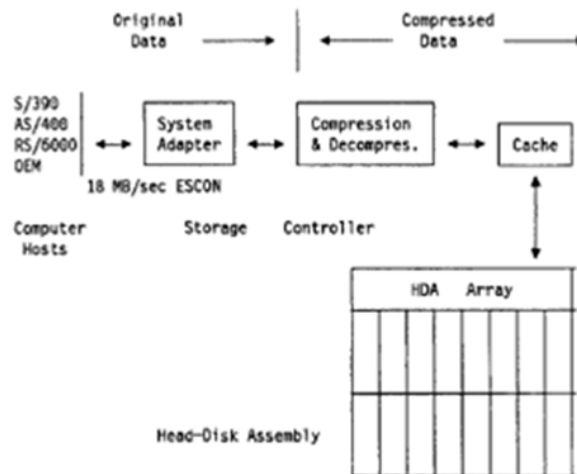 Original Data
Compressed Data
S/390
AS/400
RS/6000
OEM
System Adapter
Compression & Decompres.
Cache
18 MB/sec ESCON
Computer Hosts
Storage Controller
HDA Array
Head-Disk Assembly